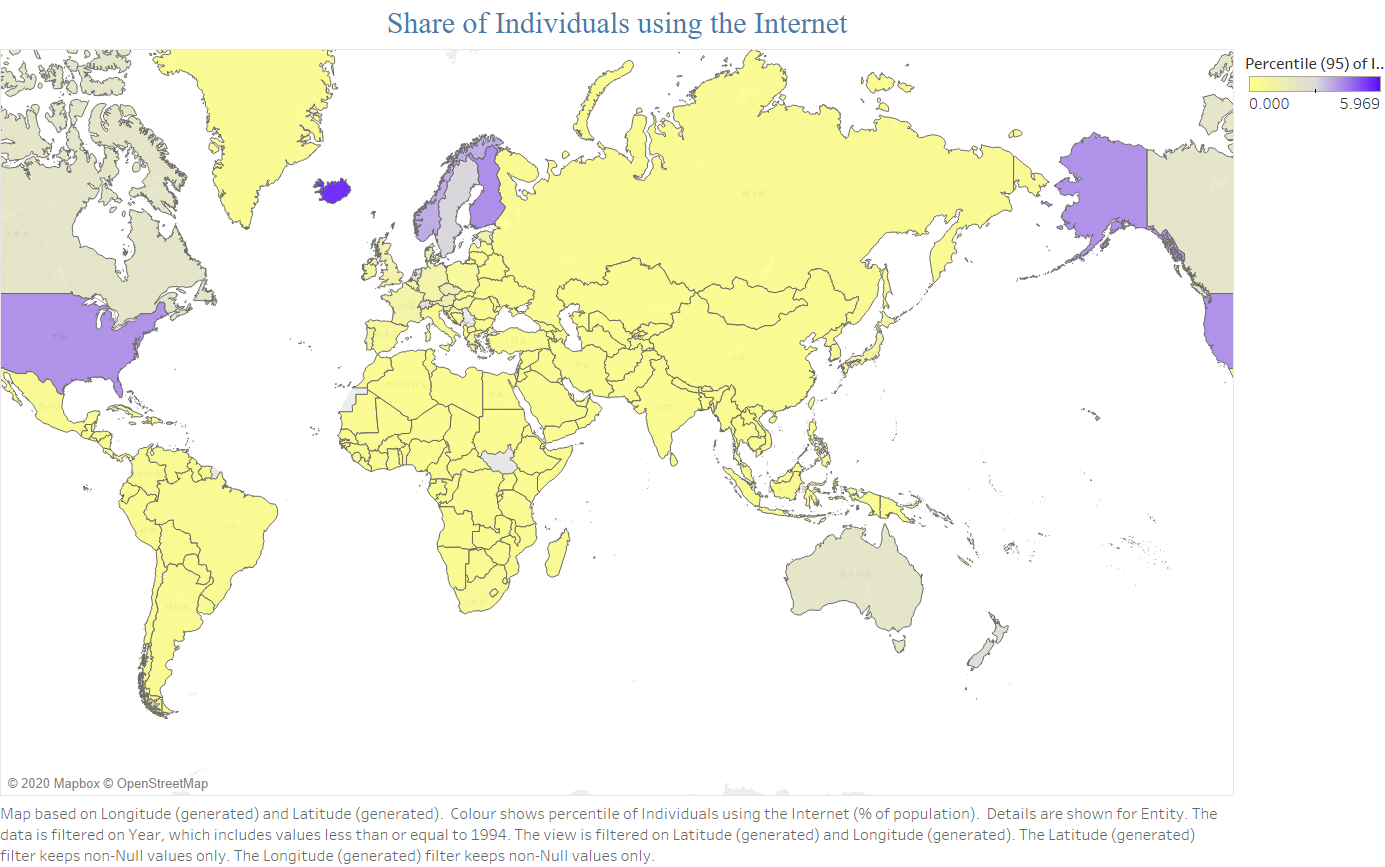 Share of Individuals using the Internet
Percentile (95) of I..
0.000 5.969
美国
© 2020 Mapbox © OpenStreetMap
Map based on Longitude (generated) and Latitude (generated). Colour shows percentile of Individuals using the Internet (% of population). Details are shown for Entity. The
data is filtered on Year, which includes values less than or equal to 1994. The view is filtered on Latitude (generated) and Longitude (generated). The Latitude (generated)
filter keeps non-Null values only. The Longitude (generated) filter keeps non-Null values only.